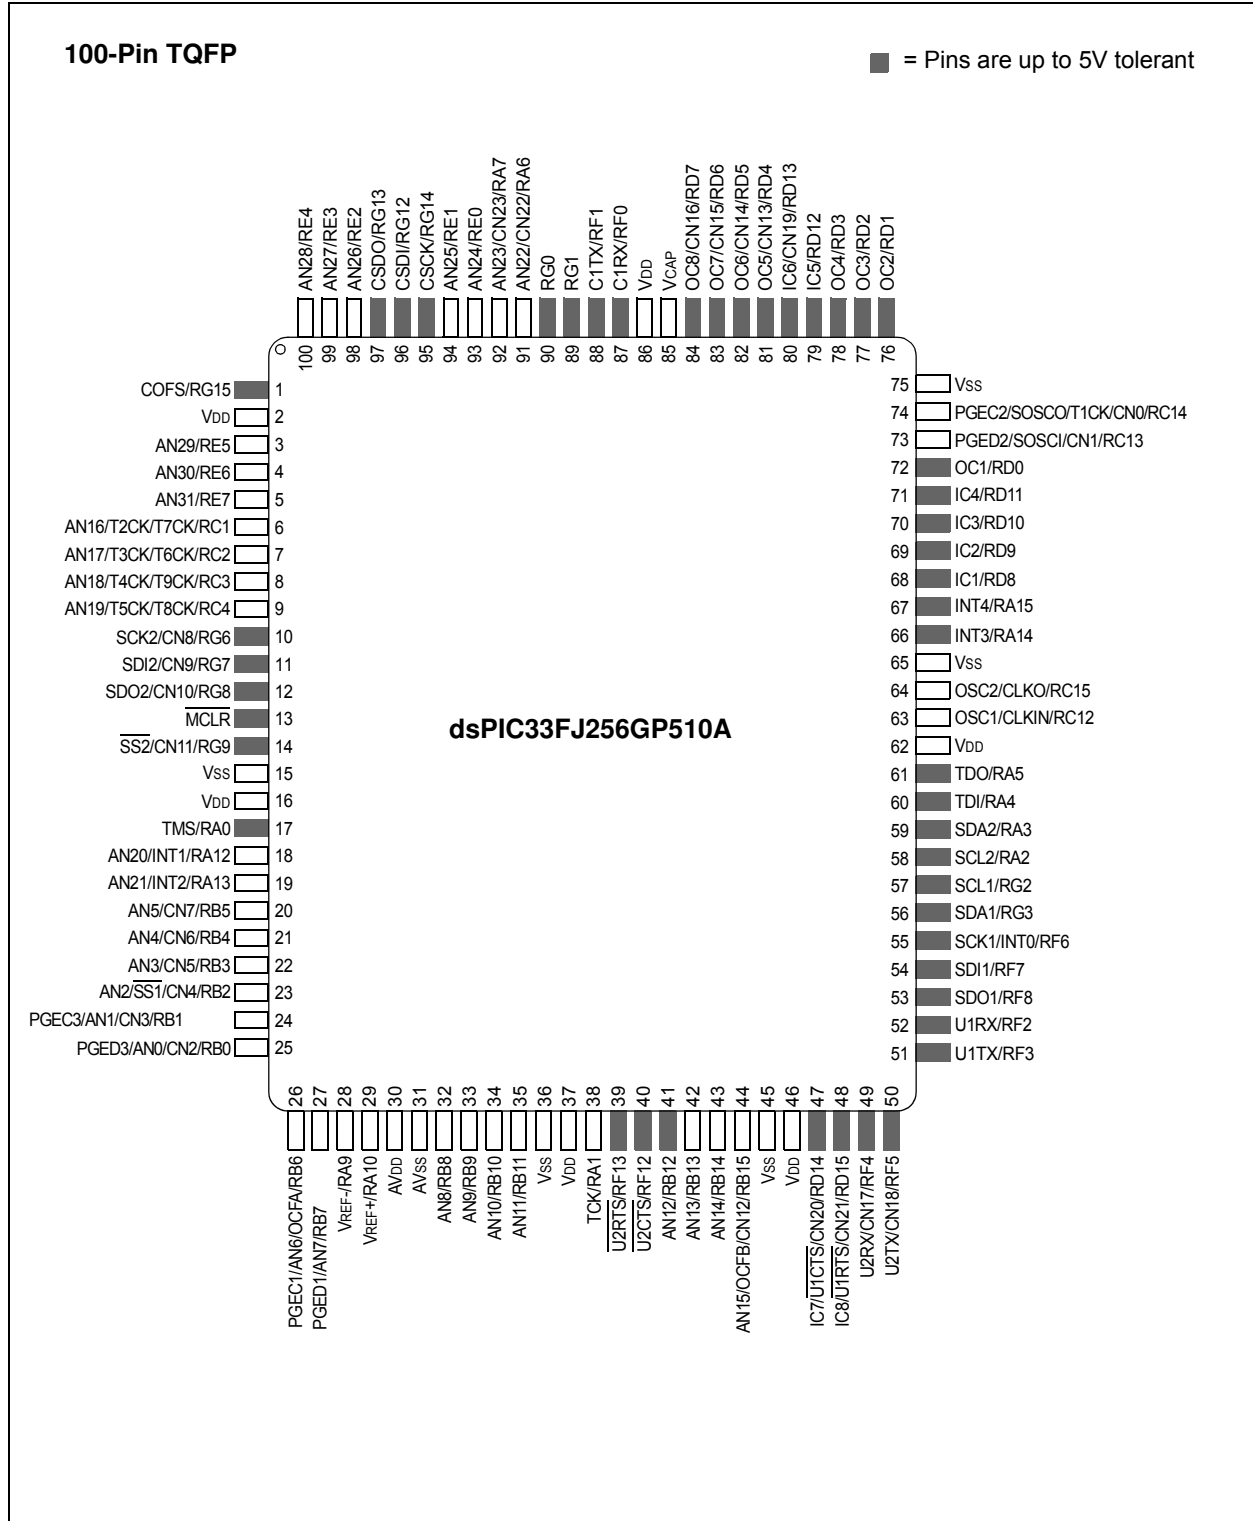 100-Pin TQFP
= Pins are up to 5V tolerant
AN28/RE4
AN27/RE3
AN26/RE2
CSDO/RG13
CSDI/RG12
CSCK/RG14
AN25/RE1
AN24/RE0
AN23/CN23/RA7
AN22/CN22/RA6
RG0
RG1
C1TX/RF1
C1RX/RF0
VDD
VCAP
OC8/CN16/RD7
OC7/CN15/RD6
OC6/CN14/RD5
OC5/CN13/RD4
IC6/CN19/RD13
IC5/RD12
OC4/RD3
OC3/RD2
OC2/RD1
100 99 98 97 96 95 94 93 92 91 90 89 88 87 86 85 84 83 82 81 80 79 78 77 76
COFS/RG15 1
VDD 2
AN29/RE5 3
AN30/RE6 4
AN31/RE7 5
AN16/T2CK/T7CK/RC1 6
AN17/T3CK/T6CK/RC2 7
AN18/T4CK/T9CK/RC3 8
AN19/T5CK/T8CK/RC4 9
SCK2/CN8/RG6 10
SDI2/CN9/RG7 11
SDO2/CN10/RG8 12
MCLR 13
SS2/CN11/RG9 14
VSS 15
VDD 16
TMS/RA0 17
AN20/INT1/RA12 18
AN21/INT2/RA13 19
AN5/CN7/RB5 20
AN4/CN6/RB4 21
AN3/CN5/RB3 22
AN2/SS1/CN4/RB2 23
PGEC3/AN1/CN3/RB1 24
PGED3/AN0/CN2/RB0 25
dsPIC33FJ256GP510A
75 VSS
74 PGEC2/SOSCO/T1CK/CN0/RC14
73 PGED2/SOSCI/CN1/RC13
72 OC1/RD0
71 IC4/RD11
70 IC3/RD10
69 IC2/RD9
68 IC1/RD8
67 INT4/RA15
66 INT3/RA14
65 VSS
64 OSC2/CLKO/RC15
63 OSC1/CLKIN/RC12
62 VDD
61 TDO/RA5
60 TDI/RA4
59 SDA2/RA3
58 SCL2/RA2
57 SCL1/RG2
56 SDA1/RG3
55 SCK1/INT0/RF6
54 SDI1/RF7
53 SDO1/RF8
52 U1RX/RF2
51 U1TX/RF3
26 27 28 29 30 31 32 33 34 35 36 37 38 39 40 41 42 43 44 45 46 47 48 49 50
PGEC1/AN6/OCFA/RB6
PGED1/AN7/RB7
VREF-/RA9
VREF+/RA10
AVDD
AVSS
AN8/RB8
AN9/RB9
AN10/RB10
AN11/RB11
VSS
VDD
TCK/RA1
U2RTS/RF13
U2CTS/RF12
AN12/RB12
AN13/RB13
AN14/RB14
AN15/OCFB/CN12/RB15
VSS
VDD
IC7/U1CTS/CN20/RD14
IC8/U1RTS/CN21/RD15
U2RX/CN17/RF4
U2TX/CN18/RF5